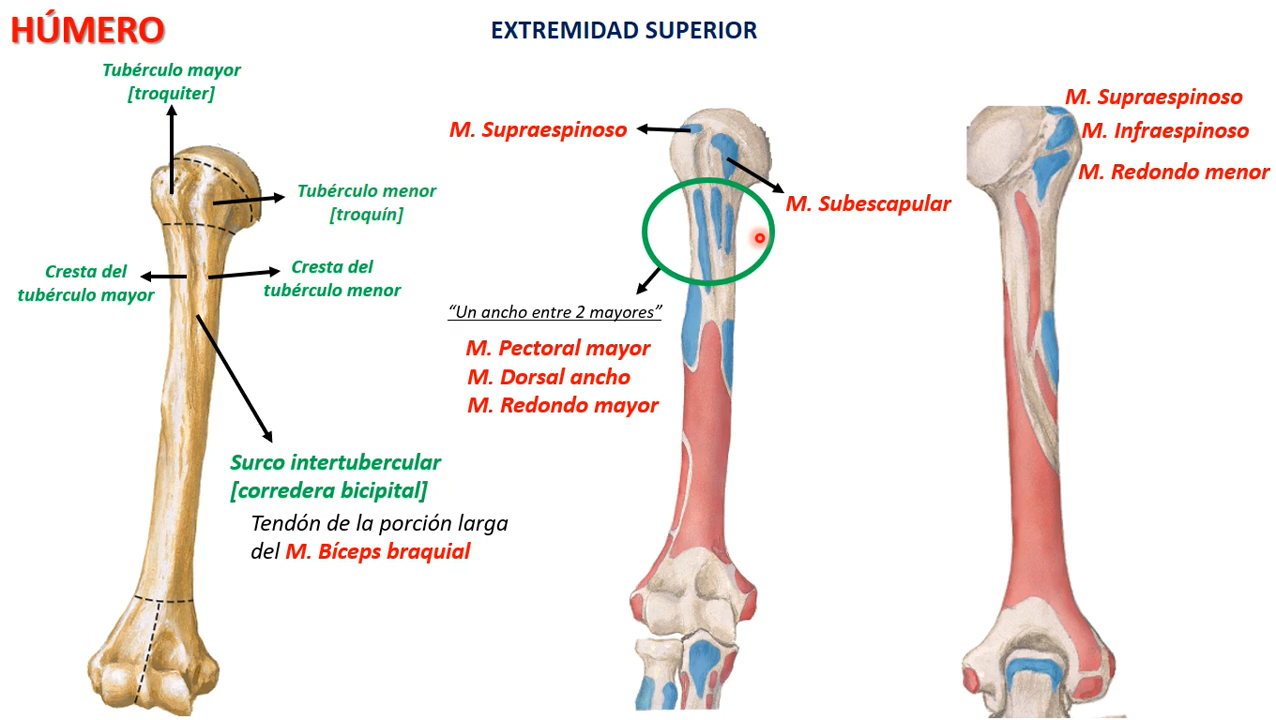 HÚMERO
EXTREMIDAD SUPERIOR
Tubérculo mayor
[troquiter]
Tubérculo menor
[troquín]
Cresta del
tubérculo mayor
Cresta del
tubérculo menor
Surco intertubercular
[corredera bicipital]
Tendón de la porción larga
del M. Bíceps braquial
M. Supraespinoso
M. Subescapular
“Un ancho entre 2 mayores”
M. Pectoral mayor
M. Dorsal ancho
M. Redondo mayor
M. Supraespinoso
M. Infraespinoso
M. Redondo menor